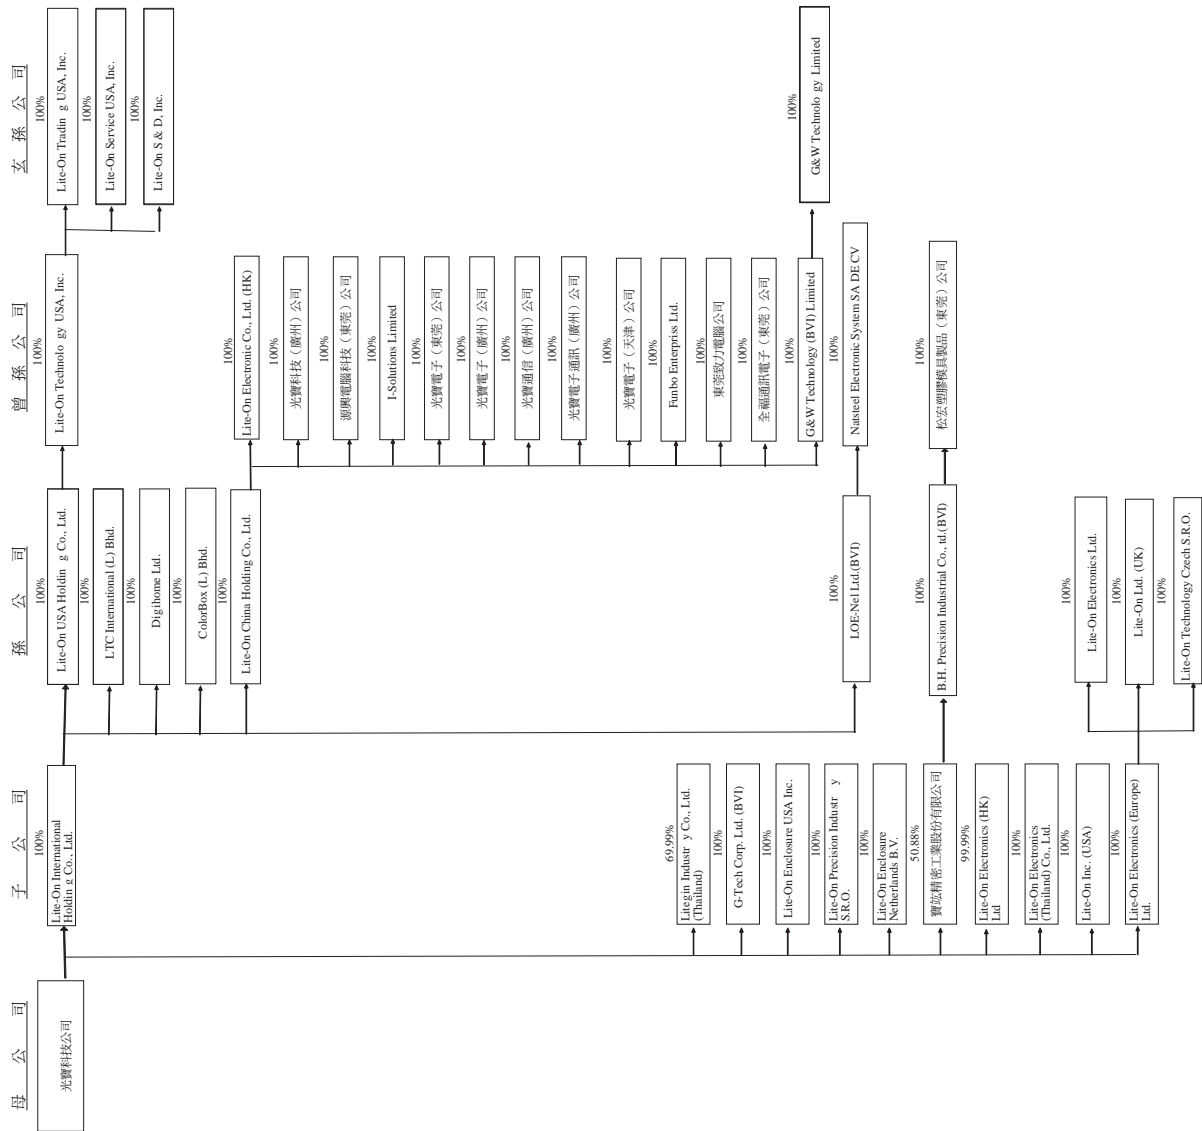 母公司
子公司
孫公司
曾孫公司
玄孫公司
光寶科技公司
100%
Lite-On International
Holding Co., Ltd.
69.99%
Litegin Industr y Co., Ltd.
(Thailand)
100%
G-Tech Corp. Ltd. (BVI)
100%
Lite-On Enclosure USA Inc.
100%
Lite-On Precision Industr y
S.R.O.
100%
Lite-On Enclosure
Netherlands B.V.
50.88%
寶竑精密工業股份有限公司
99.99%
Lite-On Electronics (HK)
Ltd
100%
Lite-On Electronics
(Thailand) Co., Ltd.
100%
Lite-On Inc. (USA)
100%
Lite-On Electronics (Europe)
Ltd.
100%
Lite-On USA Holdin g Co., Ltd.
100%
LTC International (L) Bhd.
100%
Digihome Ltd.
100%
ColorBox (L) Bhd.
100%
Lite-On China Holding Co., Ltd.
100%
LOE-Nel Ltd.(BVI)
100%
B.H. Precision Industrial Co., td.(BVI)
100%
Lite-On Electronics Ltd.
100%
Lite-On Ltd. (UK)
100%
Lite-On Technology Czech S.R.O.
100%
Lite-On Technolo gy USA, Inc.
100%
Lite-On Electronic Co., Ltd. (HK)
100%
光寶科技（廣州）公司
100%
源興電腦科技（東莞）公司
100%
I-Solutions Limited
100%
光寶電子（東莞）公司
100%
光寶電子（廣州）公司
100%
光寶通信（廣州）公司
100%
光寶電子通訊（廣州）公司
100%
光寶電子（天津）公司
100%
Funbo Enterpriss Ltd.
100%
東莞致力電腦公司
100%
全福通訊電子（東莞）公司
100%
G&W Technology (BVI) Limited
100%
Natsteel Electronic System SA DE CV
100%
松宏塑膠模具製品（東莞）公司
100%
Lite-On Tradin g USA, Inc.
100%
Lite-On Service USA, Inc.
100%
Lite-On S & D, Inc.
100%
G&W Technolo gy Limited